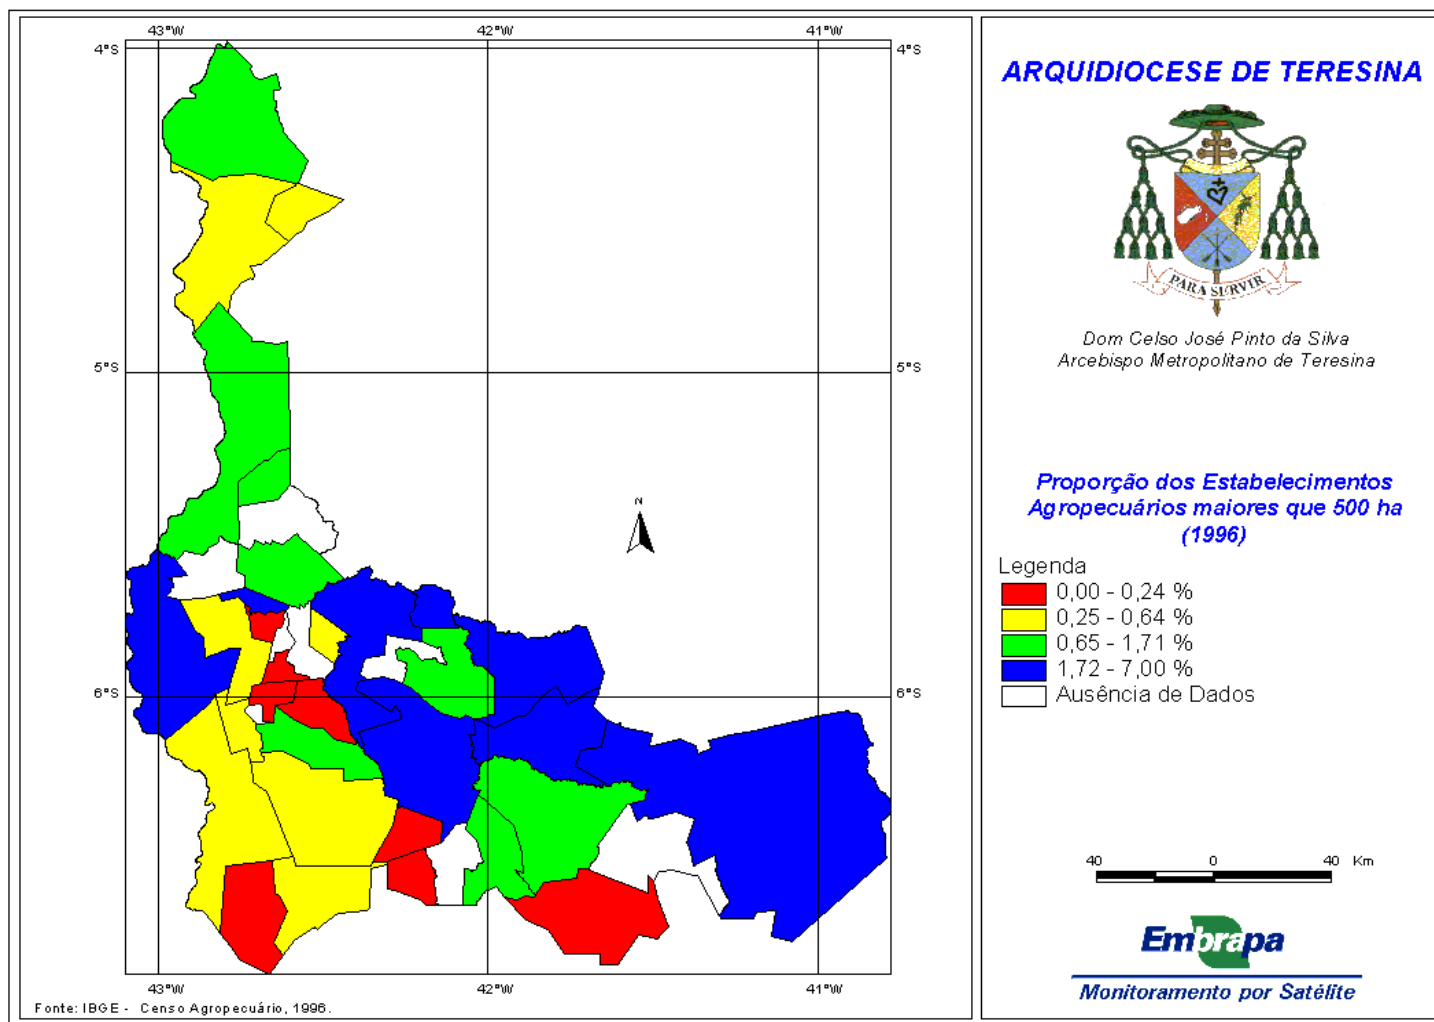 43°W 42°W 41°W
4°S 4°S
5°S 5°S
6°S 6°S
43°W 42°W 41°W
Fonte: IBGE - Censo Agropecuário, 1996.
N
ARQUIDIOCESE DE TERESINA
PARA SERVIR
Dom Celso José Pinto da Silva
Arcebispo Metropolitano de Teresina
Proporção dos Estabelecimentos
Agropecuários maiores que 500 ha
(1996)
Legenda
0,00 - 0,24 %
0,25 - 0,64 %
0,65 - 1,71 %
1,72 - 7,00 %
Ausência de Dados
40 0 40 Km
Embrapa
Monitoramento por Satélite